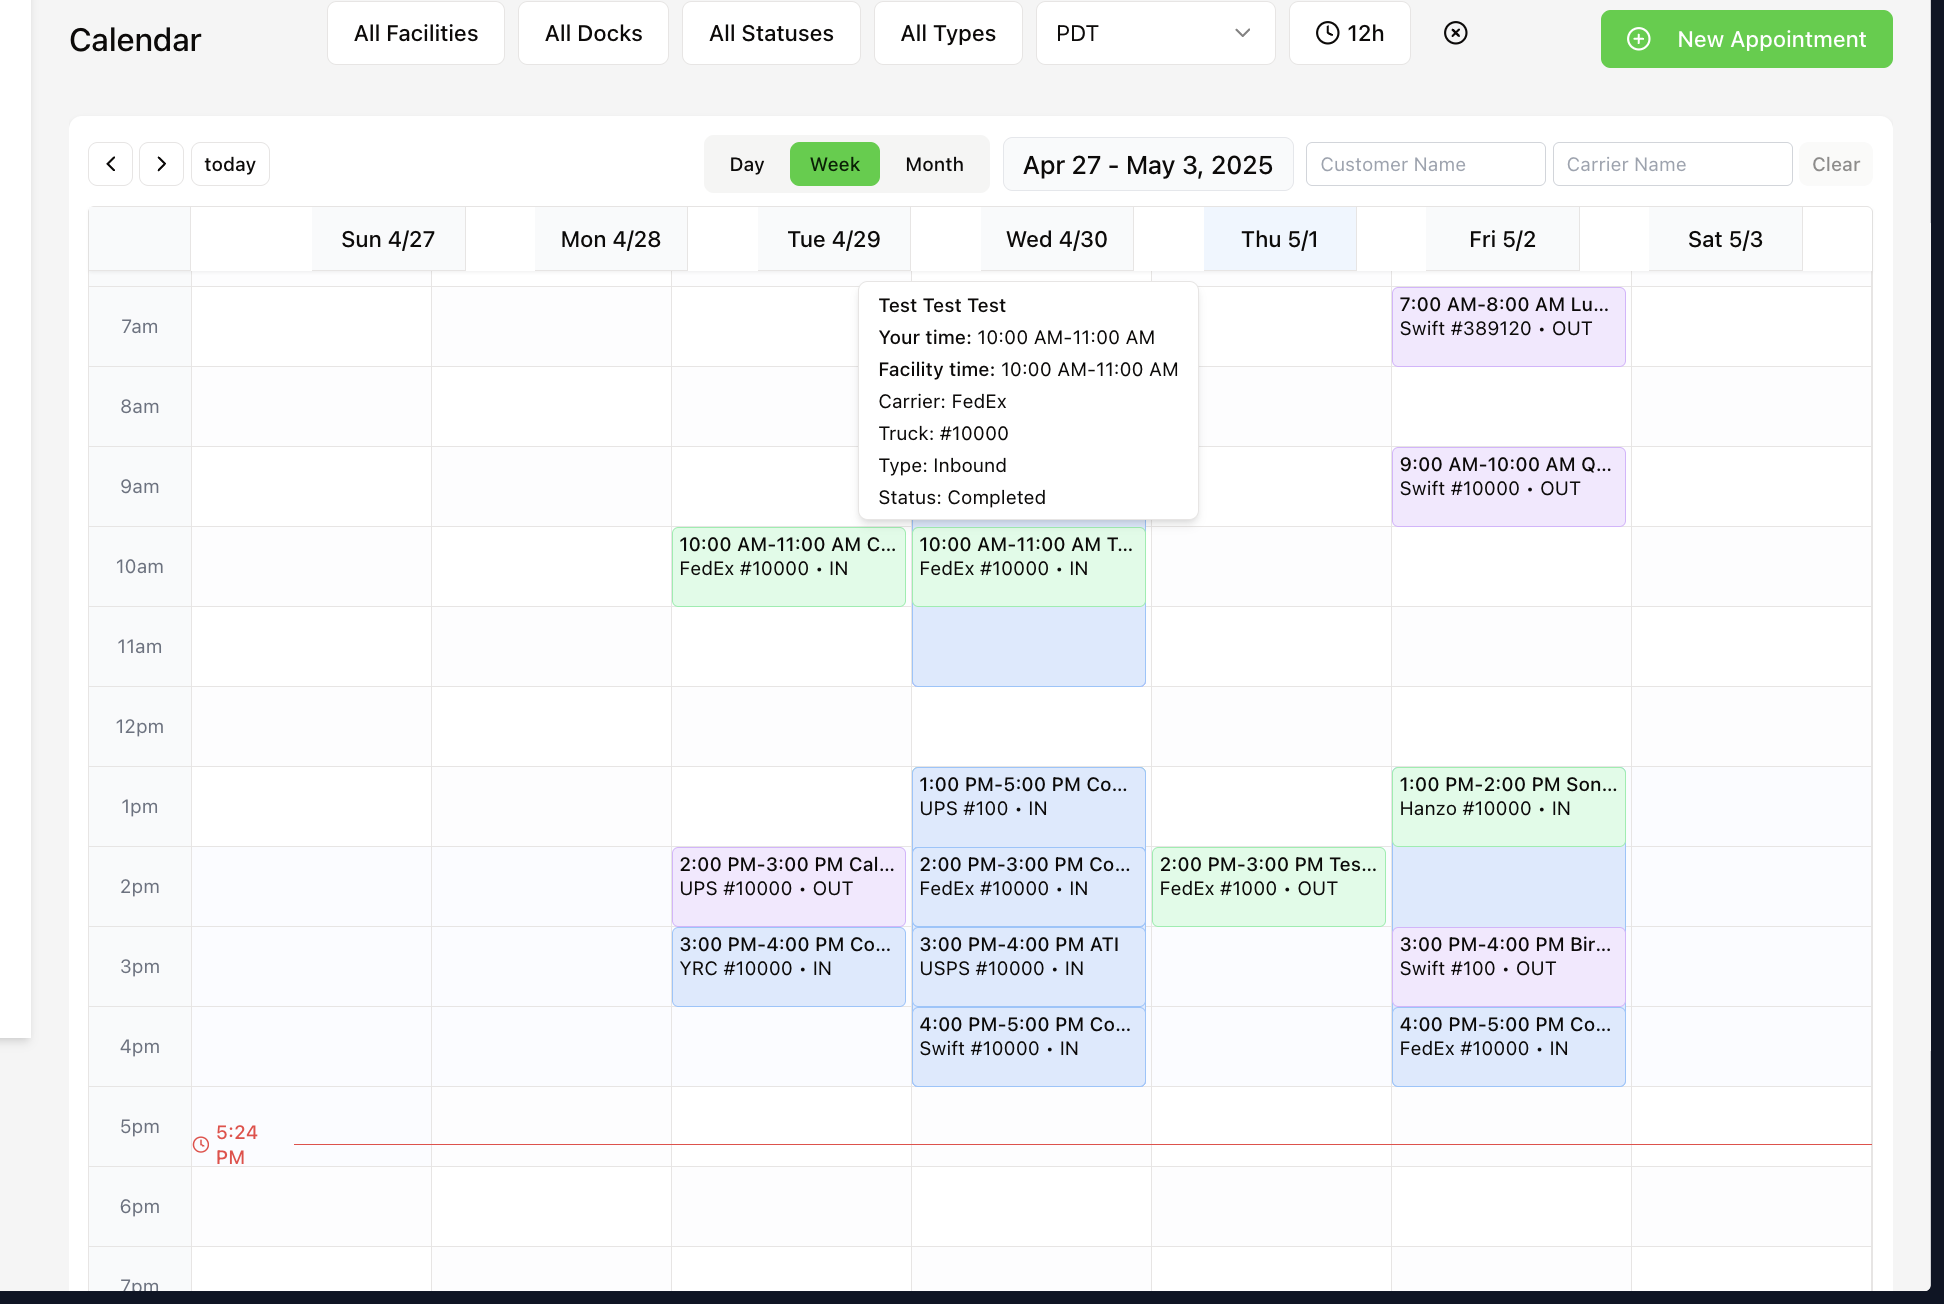 Calendar
All Facilities
All Docks
All Statuses
All Types
PDT
12h
New Appointment
today
Day
Week
Month
Apr 27 - May 3, 2025
Customer Name
Carrier Name
Clear
Sun 4/27
Mon 4/28
Tue 4/29
Wed 4/30
Thu 5/1
Fri 5/2
Sat 5/3
Test Test Test
Your time: 10:00 AM-11:00 AM
Facility time: 10:00 AM-11:00 AM
Carrier: FedEx
Truck: #10000
Type: Inbound
Status: Completed
7am
7:00 AM-8:00 AM Lu...
Swift #389120 • OUT
8am
9am
9:00 AM-10:00 AM Q...
Swift #10000 • OUT
10am
10:00 AM-11:00 AM C...
FedEx #10000 • IN
10:00 AM-11:00 AM T...
FedEx #10000 • IN
11am
12pm
1pm
1:00 PM-5:00 PM Co...
UPS #100 • IN
1:00 PM-2:00 PM Son...
Hanzo #10000 • IN
2pm
2:00 PM-3:00 PM Cal...
UPS #10000 • OUT
2:00 PM-3:00 PM Co...
FedEx #10000 • IN
2:00 PM-3:00 PM Tes...
FedEx #1000 • OUT
3pm
3:00 PM-4:00 PM Co...
YRC #10000 • IN
3:00 PM-4:00 PM ATI
USPS #10000 • IN
3:00 PM-4:00 PM Bir...
Swift #100 • OUT
4pm
4:00 PM-5:00 PM Co...
Swift #10000 • IN
4:00 PM-5:00 PM Co...
FedEx #10000 • IN
5pm
5:24
PM
6pm
7pm